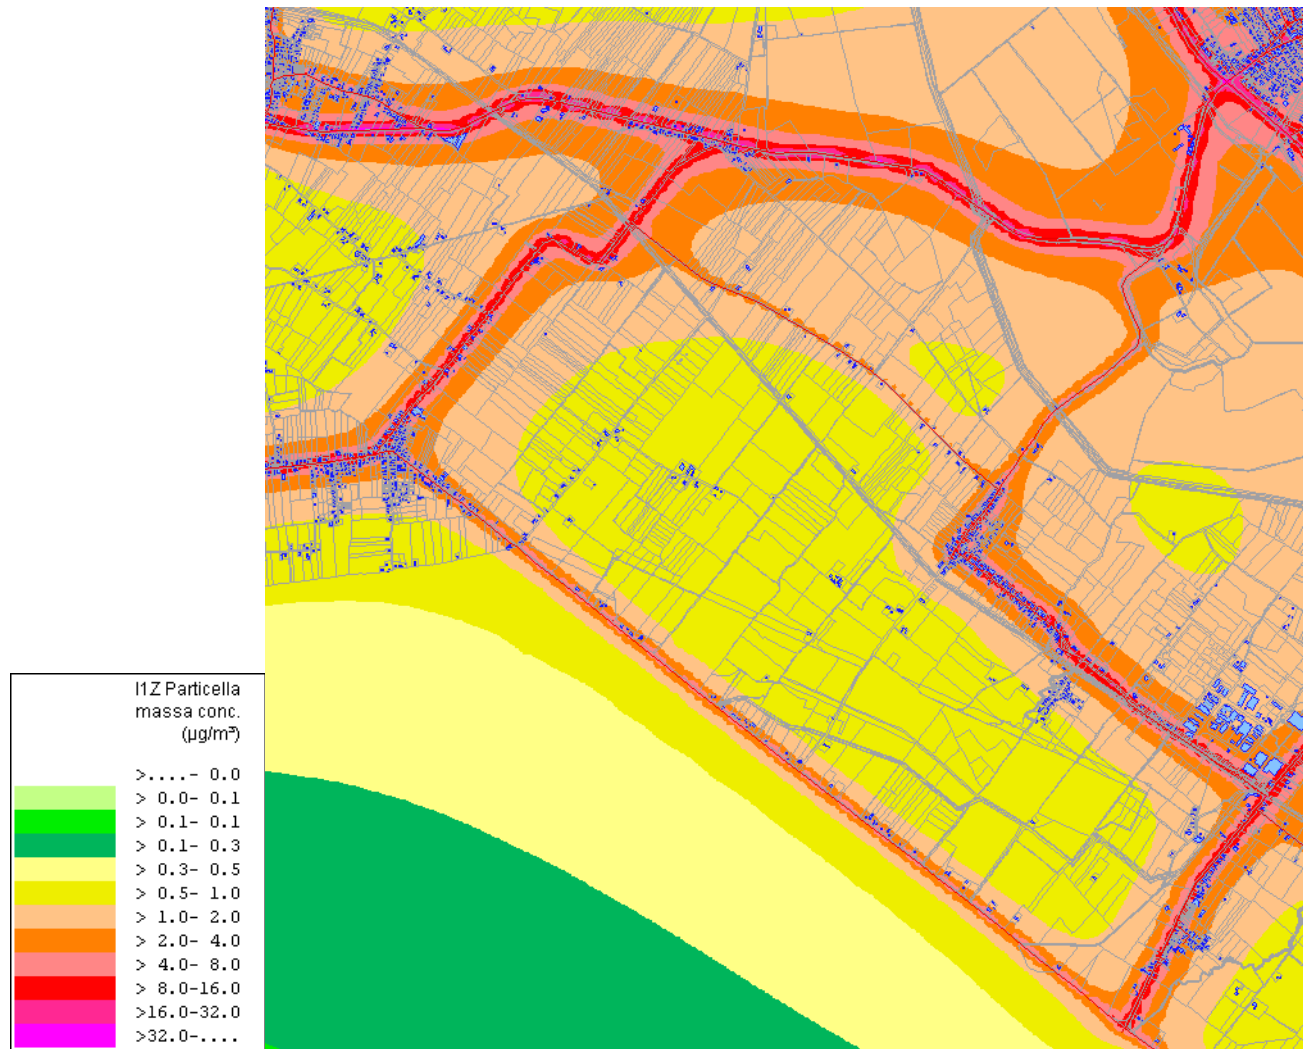 I1Z Particella
massa conc.
(µg/m³)
>....- 0.0
> 0.0- 0.1
> 0.1- 0.1
> 0.1- 0.3
> 0.3- 0.5
> 0.5- 1.0
> 1.0- 2.0
> 2.0- 4.0
> 4.0- 8.0
> 8.0-16.0
>16.0-32.0
>32.0-....